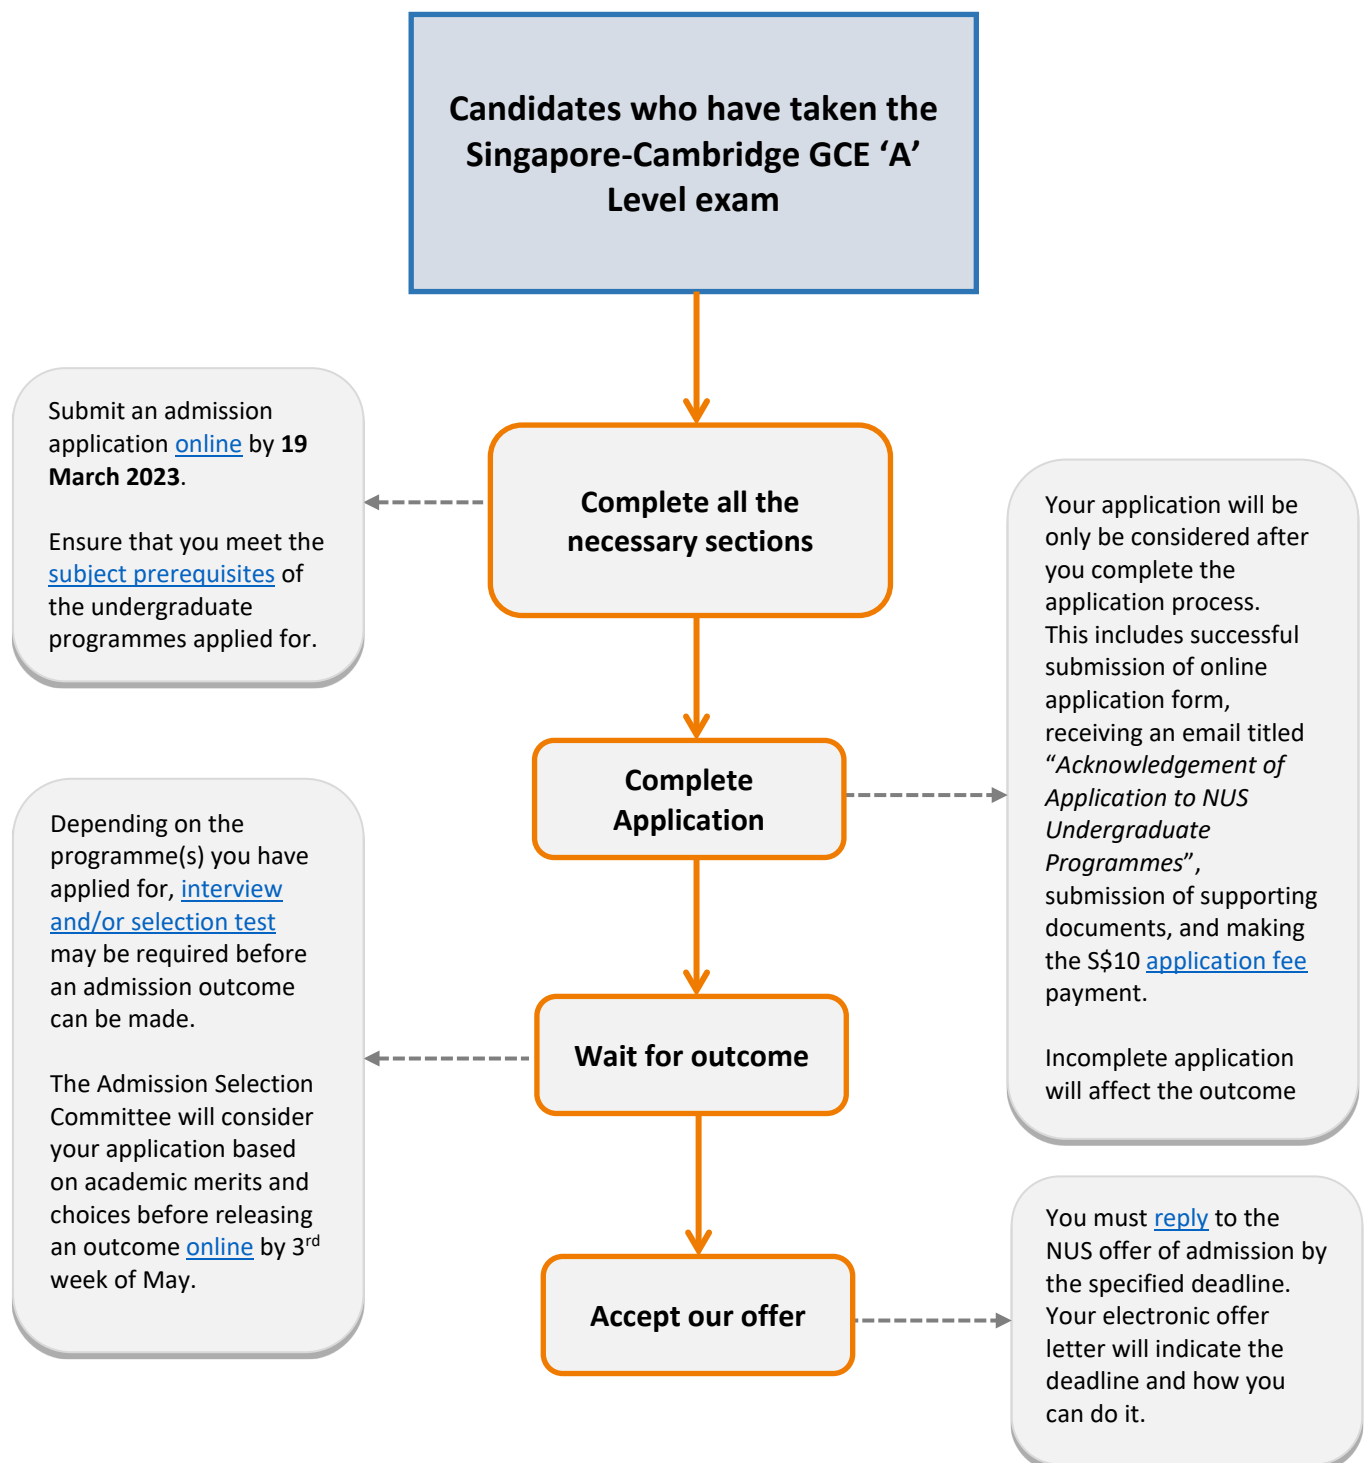 Candidates who have taken the
Singapore-Cambridge GCE ‘A’
Level exam
Submit an admission
application online by 19
March 2023.
Ensure that you meet the
subject prerequisites of
the undergraduate
programmes applied for.
Complete all the
necessary sections
Your application will be
only be considered after
you complete the
application process.
This includes successful
submission of online
application form,
receiving an email titled
“Acknowledgement of
Application to NUS
Undergraduate
Programmes”,
submission of supporting
documents, and making
the S$10 application fee
payment.
Incomplete application
will affect the outcome
Complete
Application
Depending on the
programme(s) you have
applied for, interview
and/or selection test
may be required before
an admission outcome
can be made.
The Admission Selection
Committee will consider
your application based
on academic merits and
choices before releasing
an outcome online by 3rd
week of May.
Wait for outcome
Accept our offer
You must reply to the
NUS offer of admission by
the specified deadline.
Your electronic offer
letter will indicate the
deadline and how you
can do it.